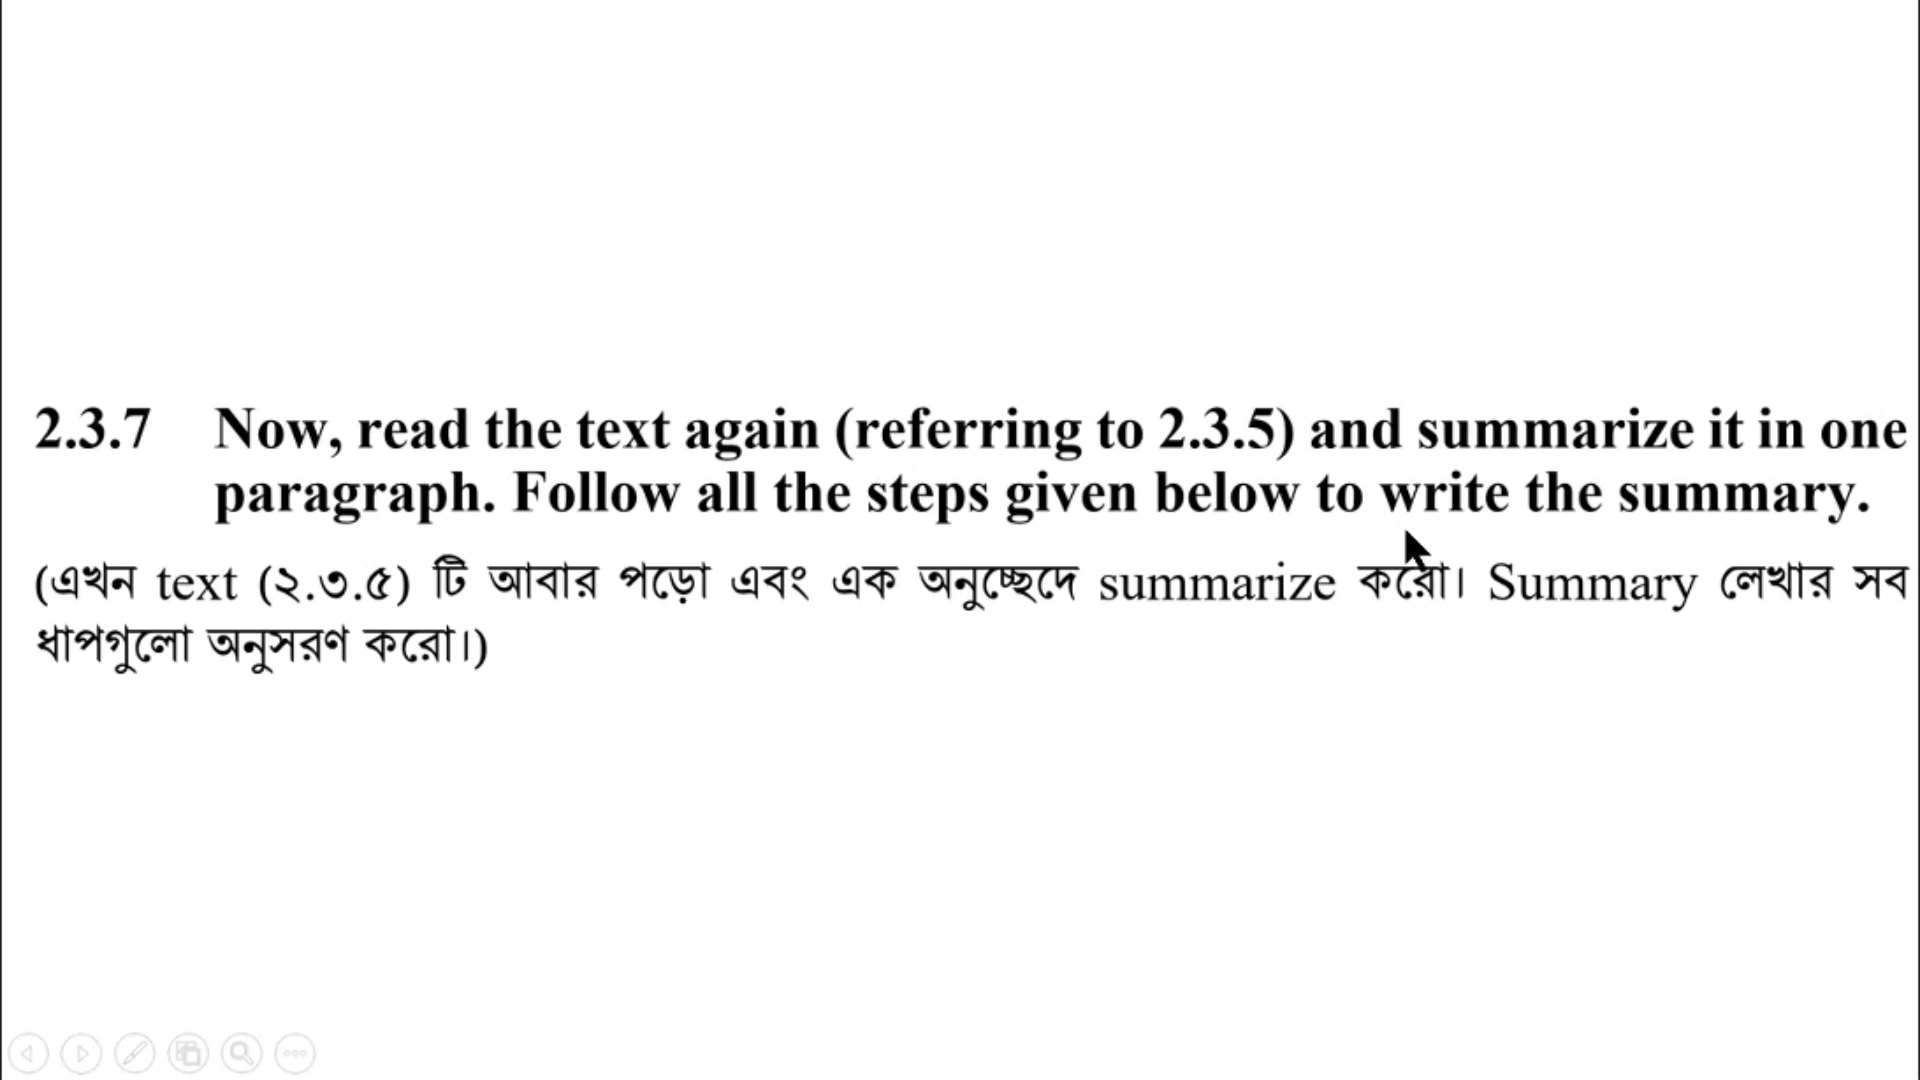 2.3.7 Now, read the text again (referring to 2.3.5) and summarize it in one
paragraph. Follow all the steps given below to write the summary.
(এখন text (২.৩.৫) টি আবার পড়ো এবং এক অনুচ্ছেদে summarize করো। Summary লেখার সব
ধাপগুলো অনুসরণ করো।)